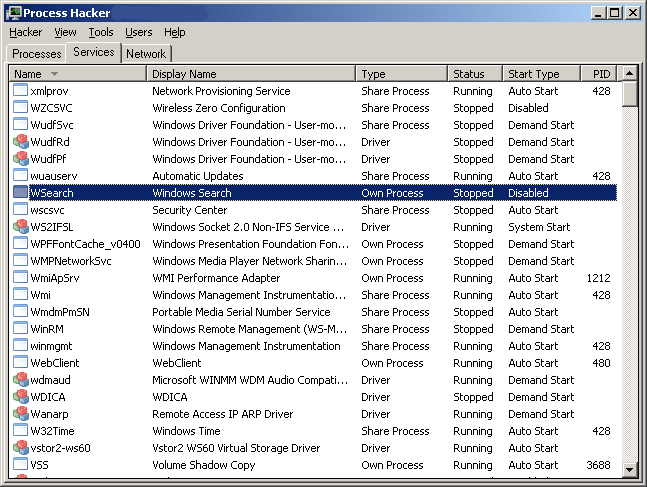 Process Hacker
Hacker View Tools Users Help
Processes Services Network
Name Display Name Type Status Start Type PID
xmlprov Network Provisioning Service Share Process Running Auto Start 428
WZCSVC Wireless Zero Configuration Share Process Stopped Disabled
WudfSvc Windows Driver Foundation - User-mo... Share Process Stopped Demand Start
WudfRd Windows Driver Foundation - User-mo... Driver Stopped Demand Start
WudfPf Windows Driver Foundation - User-mo... Driver Stopped Demand Start
wuauserv Automatic Updates Share Process Running Auto Start 428
WSearch Windows Search Own Process Stopped Disabled
wscsvc Security Center Share Process Stopped Auto Start
WS2IFSL Windows Socket 2.0 Non-IFS Service ... Driver Running System Start
WPFFontCache_v0400 Windows Presentation Foundation Fon... Own Process Stopped Demand Start
WMPNetworkSvc Windows Media Player Network Sharin... Own Process Stopped Demand Start
WmiApSrv WMI Performance Adapter Own Process Running Auto Start 1212
Wmi Windows Management Instrumentatio... Share Process Running Auto Start 428
WmdmPmSN Portable Media Serial Number Service Share Process Stopped Auto Start
WinRM Windows Remote Management (WS-M... Share Process Stopped Demand Start
winmgmt Windows Management Instrumentation Share Process Running Auto Start 428
WebClient WebClient Own Process Running Auto Start 480
wdmaud Microsoft WINMM WDM Audio Compati... Driver Running Demand Start
WDICA WDICA Driver Stopped Demand Start
Wanarp Remote Access IP ARP Driver Driver Running Demand Start
W32Time Windows Time Share Process Running Auto Start 428
vstor2-ws60 Vstor2 WS60 Virtual Storage Driver Driver Running Auto Start
VSS Volume Shadow Copy Own Process Running Auto Start 3688